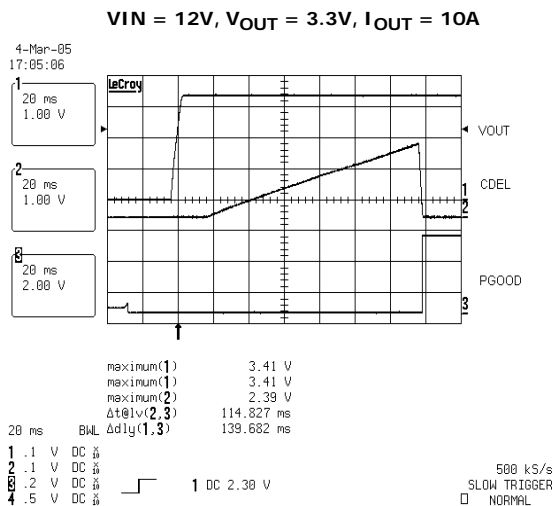 VIN = 12V, VOUT = 3.3V, IOUT = 10A
4-Mar-05
17:05:06
LeCroy
1
20 ms
1.00 V
2
20 ms
1.00 V
3
20 ms
2.00 V
VOUT
1
CDEL
2
PGOOD
3
maximum(1) 3.41 V
maximum(1) 3.41 V
maximum(2) 2.39 V
Δt@lv(2,3) 114.827 ms
Δdly(1,3) 139.682 ms
20 ms BWL
1 .1 V DC X10
2 .1 V DC X10
3 .2 V DC X10
4 .5 V DC X10
1 DC 2.30 V
500 kS/s
SLOW TRIGGER
NORMAL